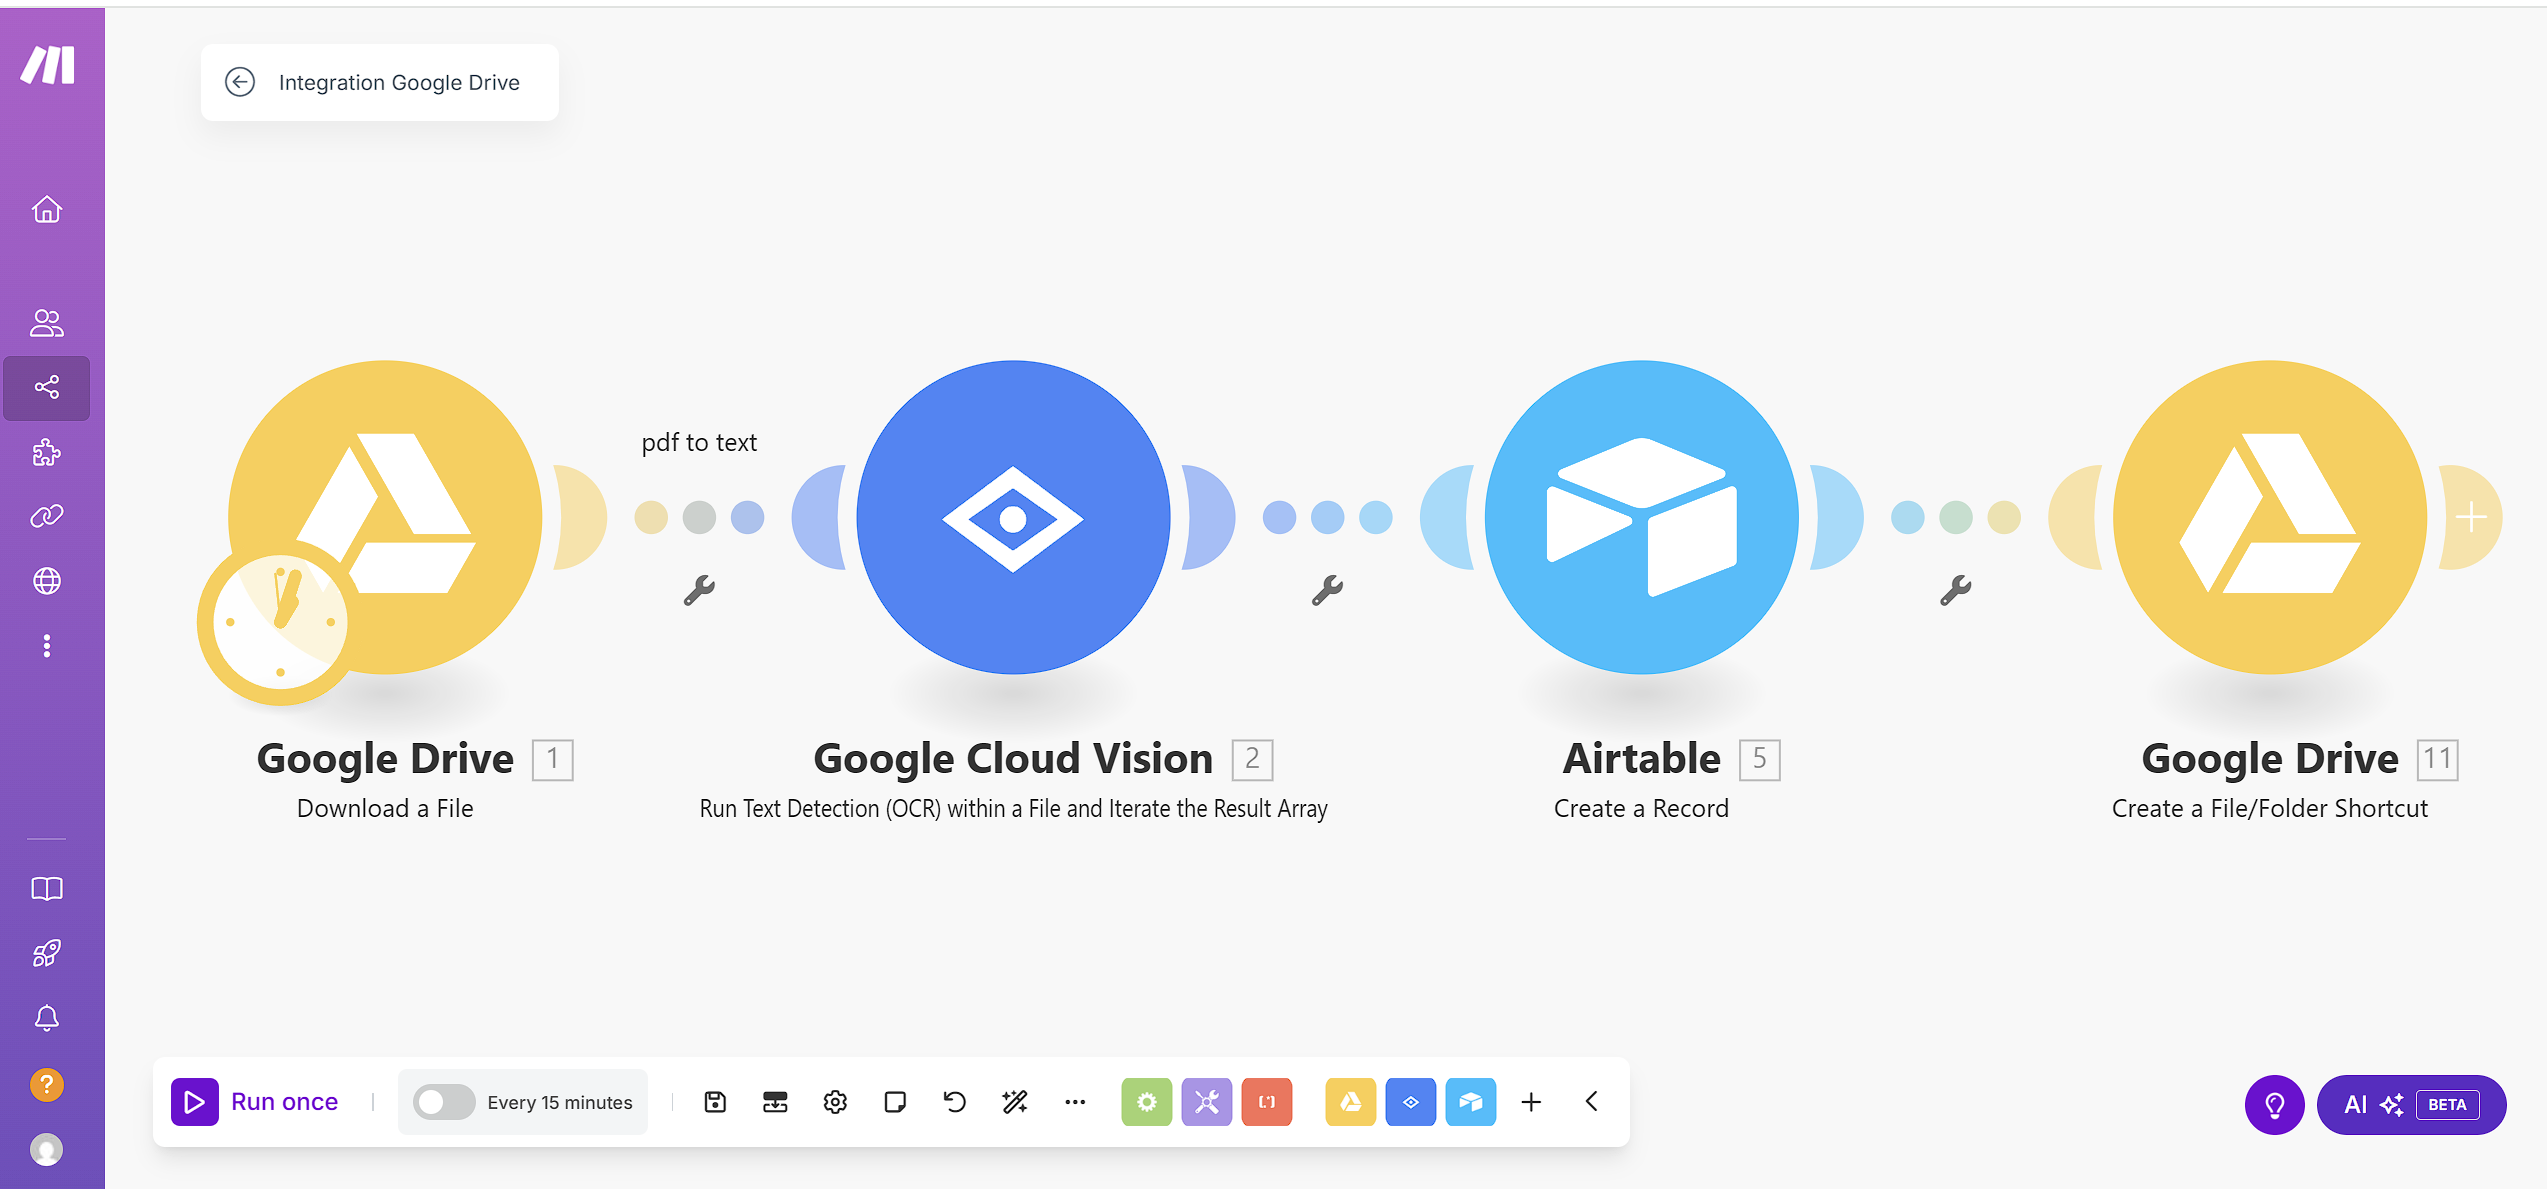 Integration Google Drive
pdf to text
Google Drive 1
Download a File
Google Cloud Vision 2
Run Text Detection (OCR) within a File and Iterate the Result Array
Airtable 5
Create a Record
Google Drive 11
Create a File/Folder Shortcut
?
Run once
Every 15 minutes
AI BETA